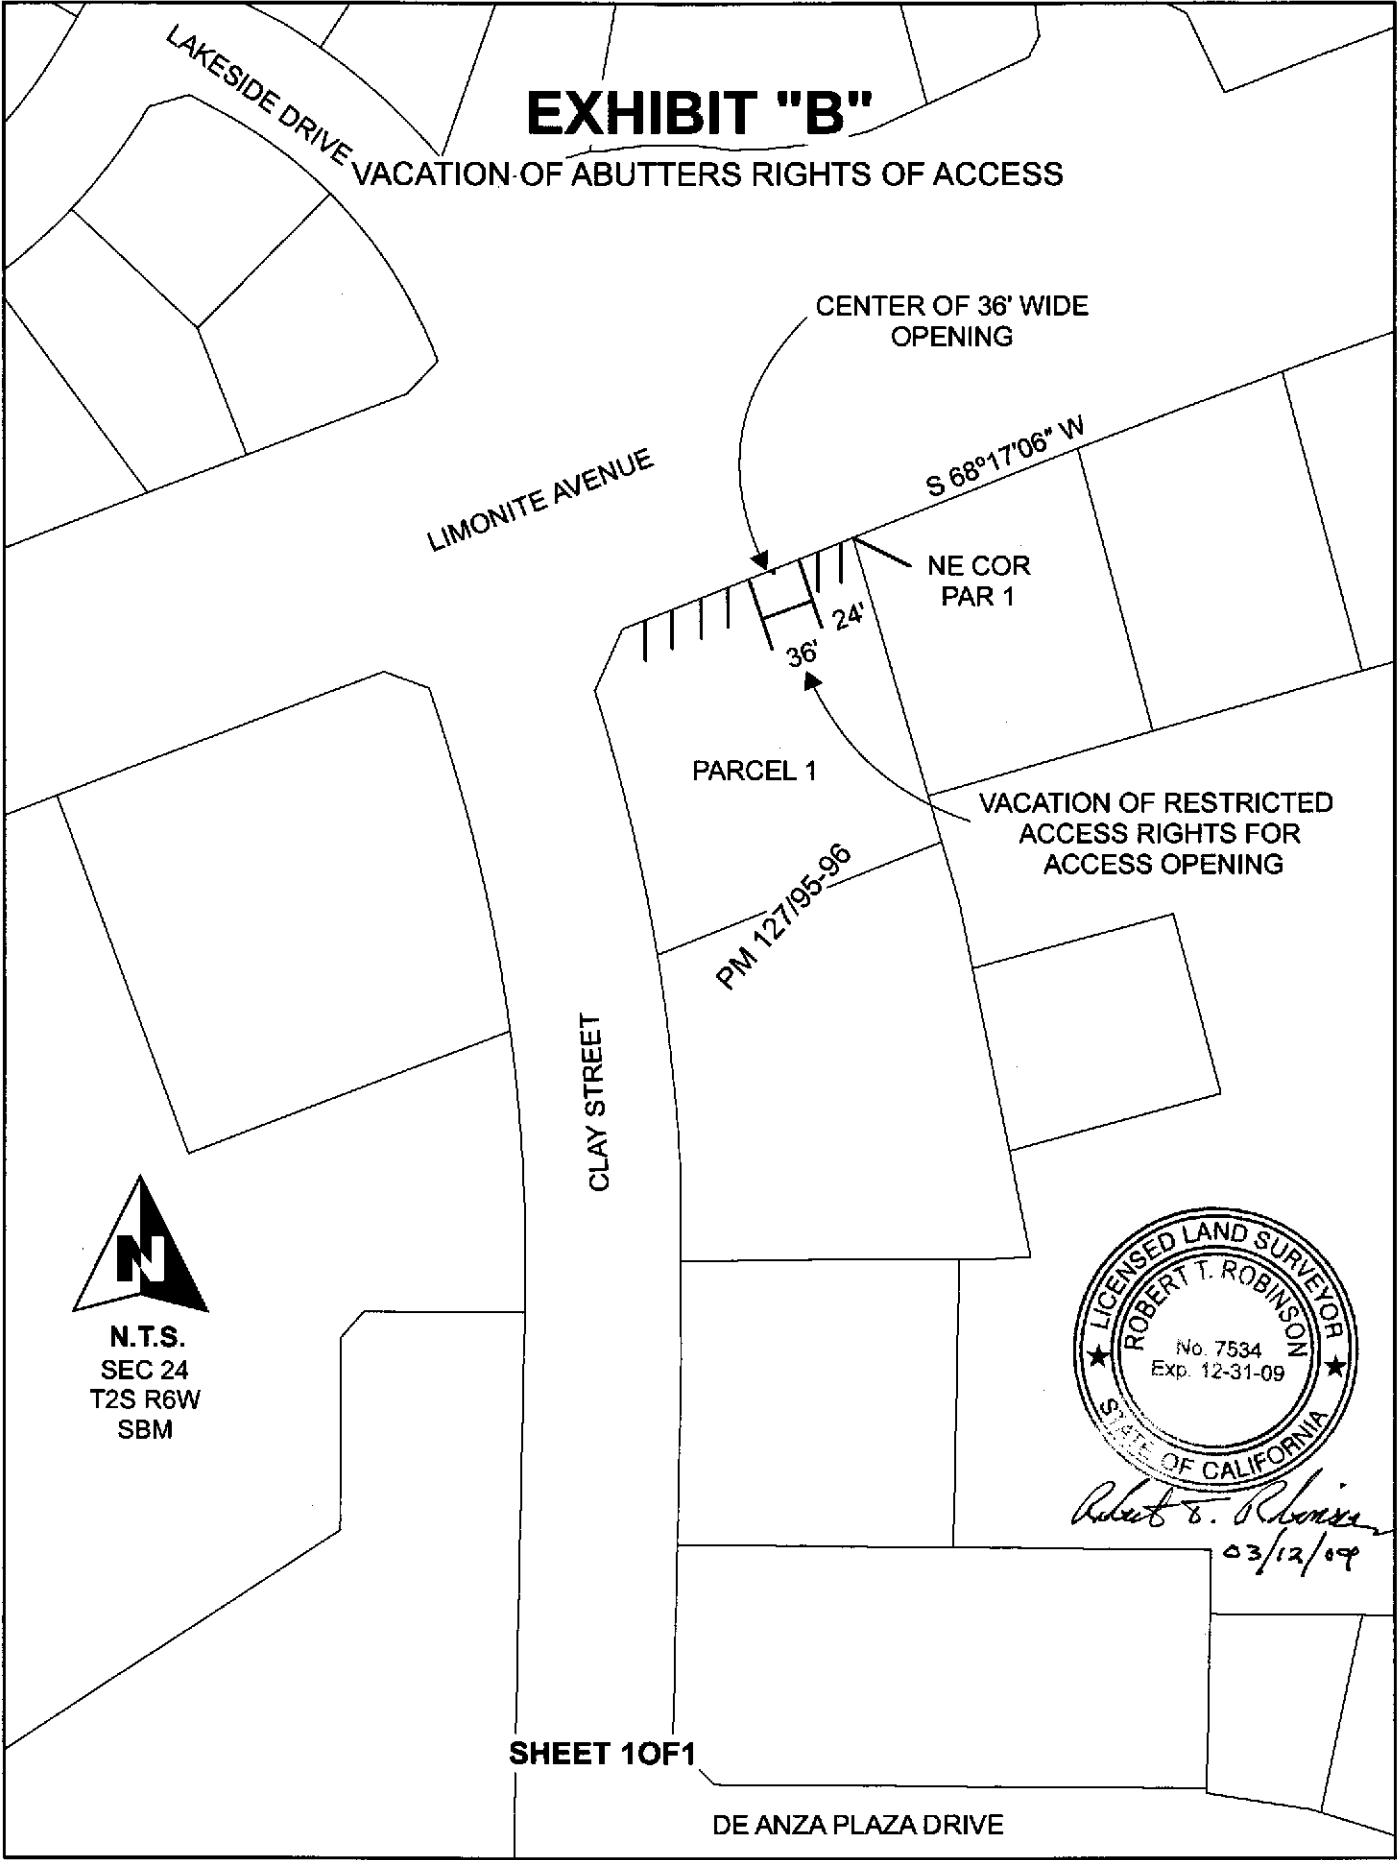 LAKESIDE DRIVE
EXHIBIT "B"
VACATION OF ABUTTERS RIGHTS OF ACCESS
CENTER OF 36' WIDE
OPENING
LIMONITE AVENUE
S 68°17'06" W
NE COR
PAR 1
24'
36'
PARCEL 1
VACATION OF RESTRICTED
ACCESS RIGHTS FOR
ACCESS OPENING
PM 127/95-96
CLAY STREET
N
N.T.S.
SEC 24
T2S R6W
SBM
LICENSED LAND SURVEYOR
ROBERT T. ROBINSON
No. 7534
Exp. 12-31-09
STATE OF CALIFORNIA
Robert T. Robinson
03/12/09
SHEET 1OF1
DE ANZA PLAZA DRIVE